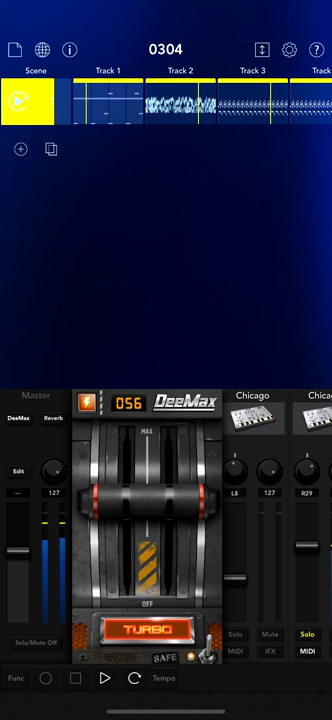 0304
Scene
Track 1
Track 2
Track 3
Track
Master
DeeMax
Reverb
Edit
---
127
056
DeeMax
MAX
OFF
TURBO
SAFE
Chicago
L8
127
Solo
Mute
MIDI
IFX
Chica
R29
Solo
MIDI
Solo/Mute Off
Func
Tempo